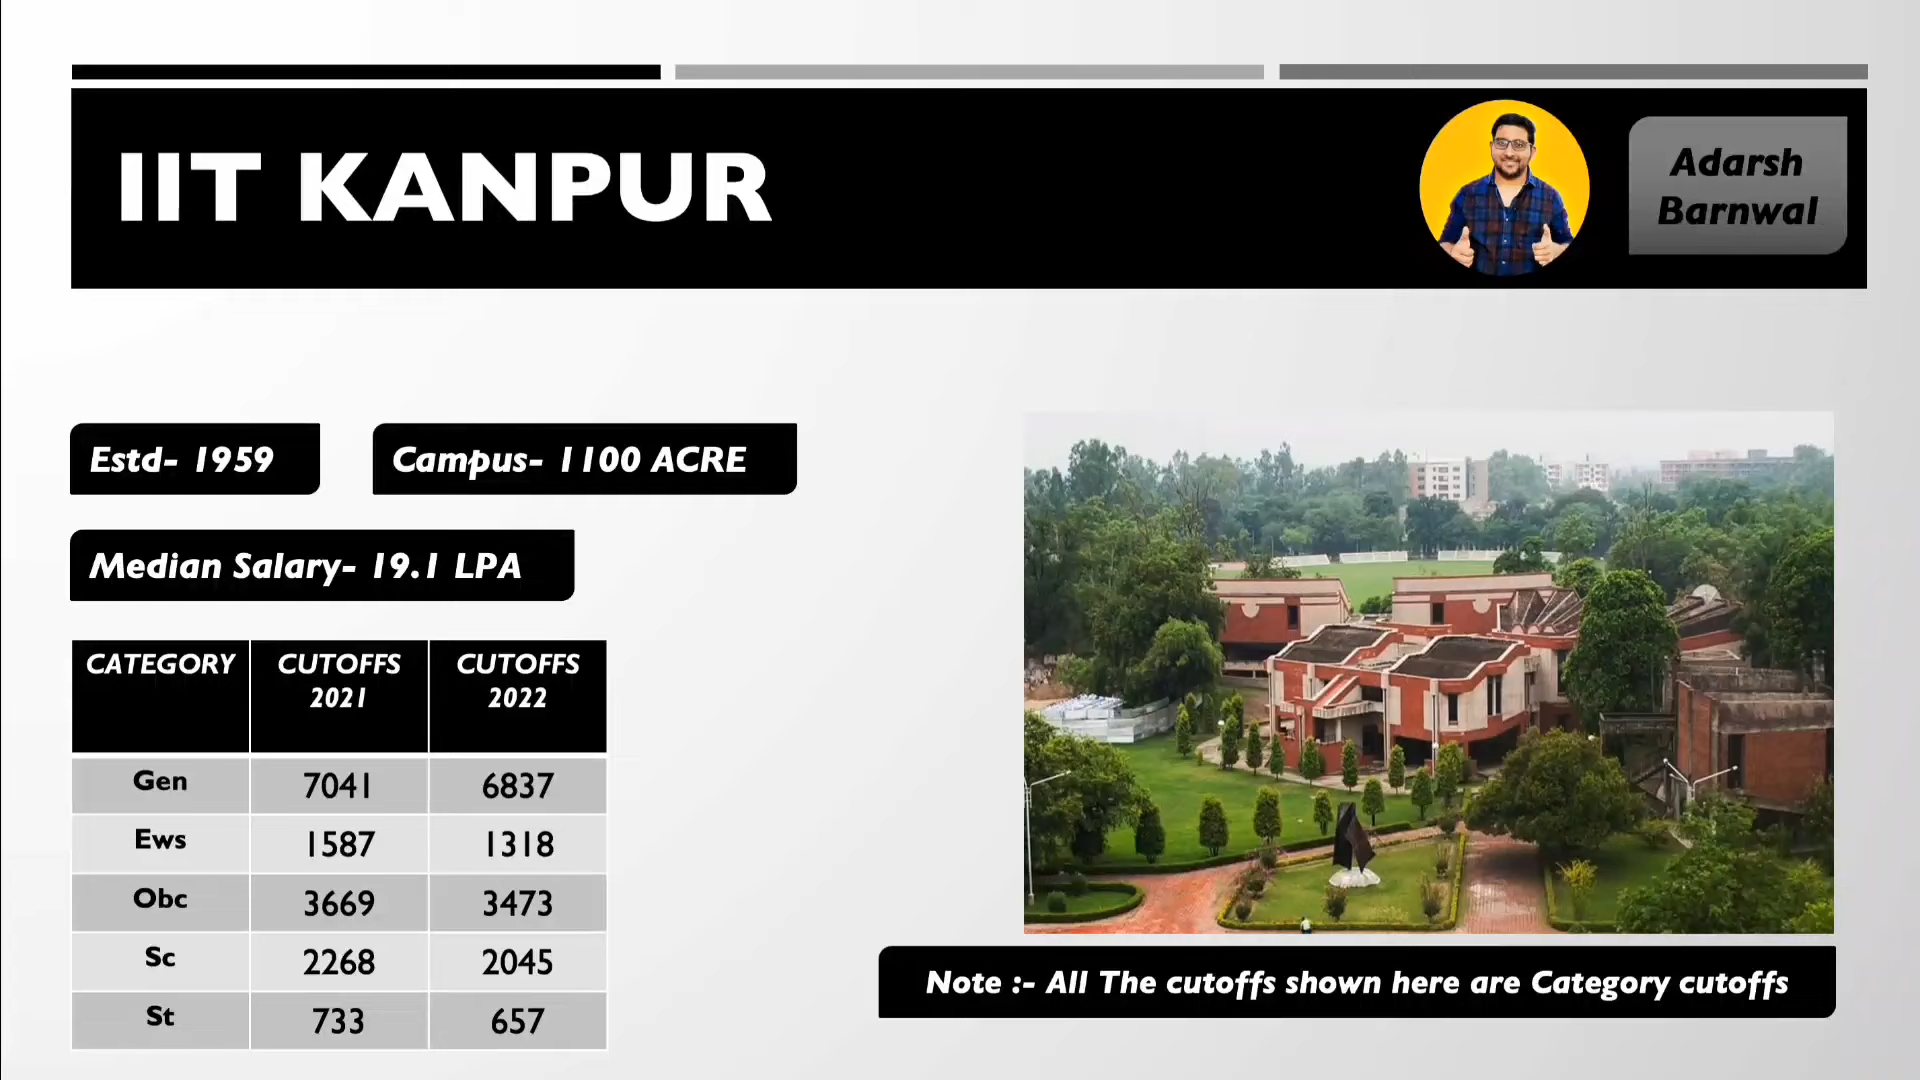 IIT KANPUR
Adarsh
Barnwal
Estd- 1959
Campus- 1100 ACRE
Median Salary- 19.1 LPA
CATEGORY CUTOFFS 2021 CUTOFFS 2022
Gen 7041 6837
Ews 1587 1318
Obc 3669 3473
Sc 2268 2045
St 733 657
Note :- All The cutoffs shown here are Category cutoffs